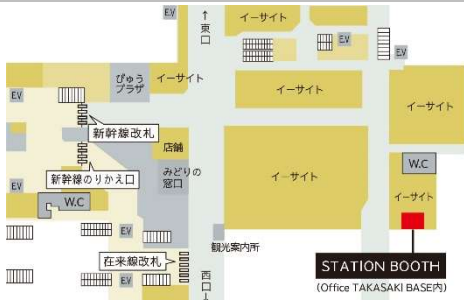 EV
↑
東口
EV
EV
びゅう
プラザ
イーサイト
イーサイト
EV
イーサイト
イーサイト
新幹線改札
店舗
みどりの
窓口
新幹線のりかえ口
EV
W.C
イーサイト
W.C
イーサイト
EV
観光案内所
在来線改札
EV
西口
↓
STATION BOOTH
(Office TAKASAKI BASE内)